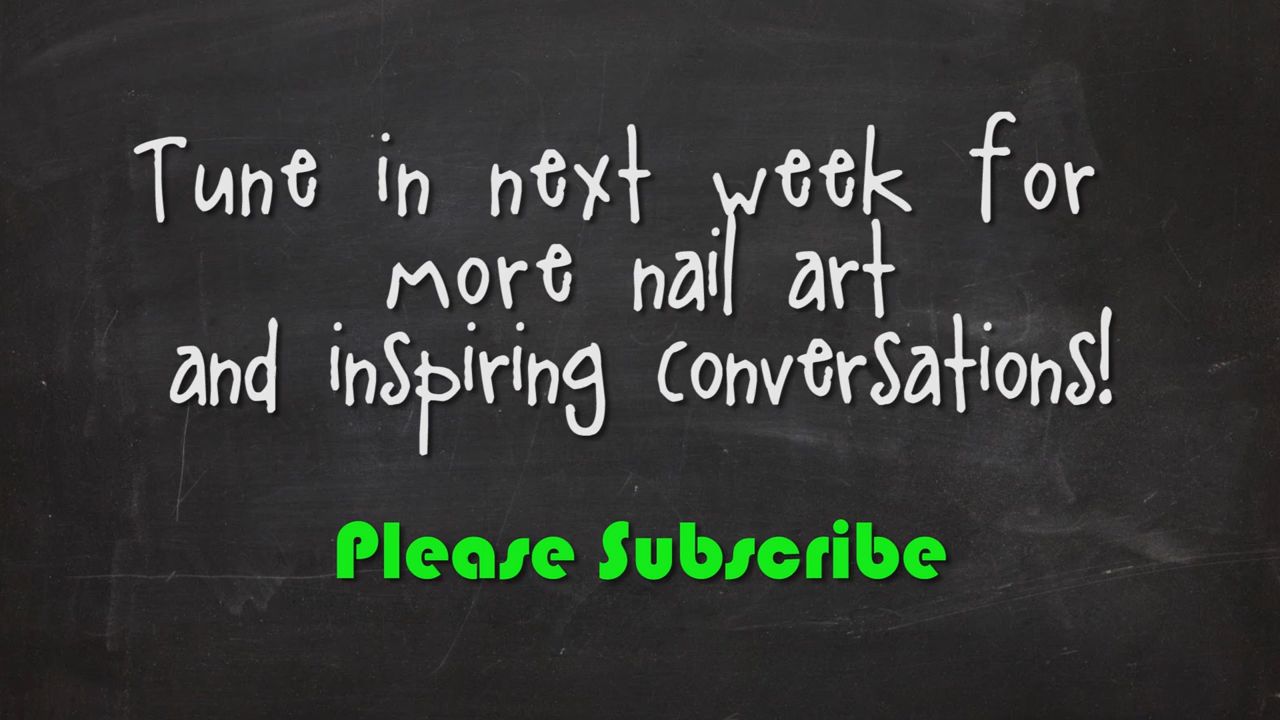 Tune in next week for
more nail art
and inspiring conversations!
Please Subscribe